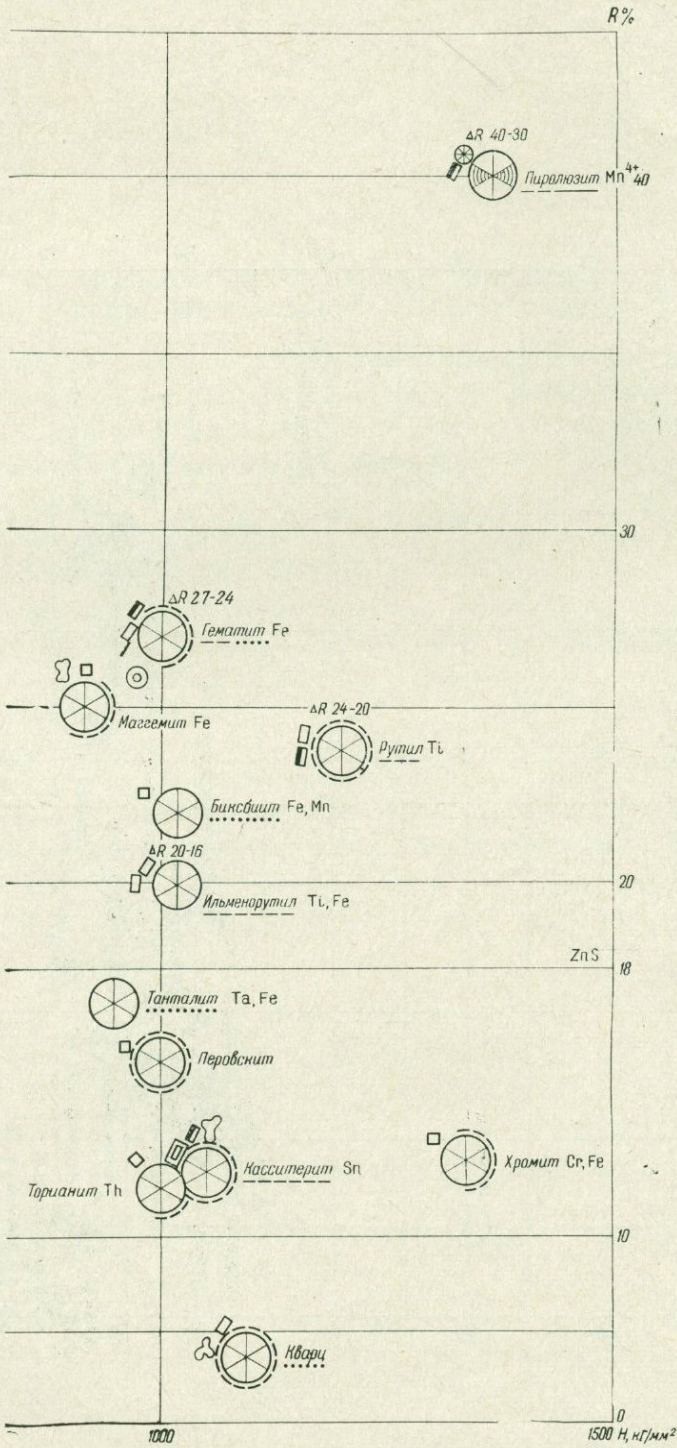 R%
ΔR 40-30
Пиролюзит Mn⁴⁺
40
30
ΔR 27-24
Гематит Fe
Маггемит Fe
ΔR 24-20
Рутил Ti
Биксбиит Fe, Mn
ΔR 20-16
20
Ильменорутил Ti, Fe
ZnS
18
Танталит Ta, Fe
Перовскит
Касситерит Sn
Хромит Cr, Fe
Торианит Th
10
Кварц
0
1000
1500 H, кГ/мм²